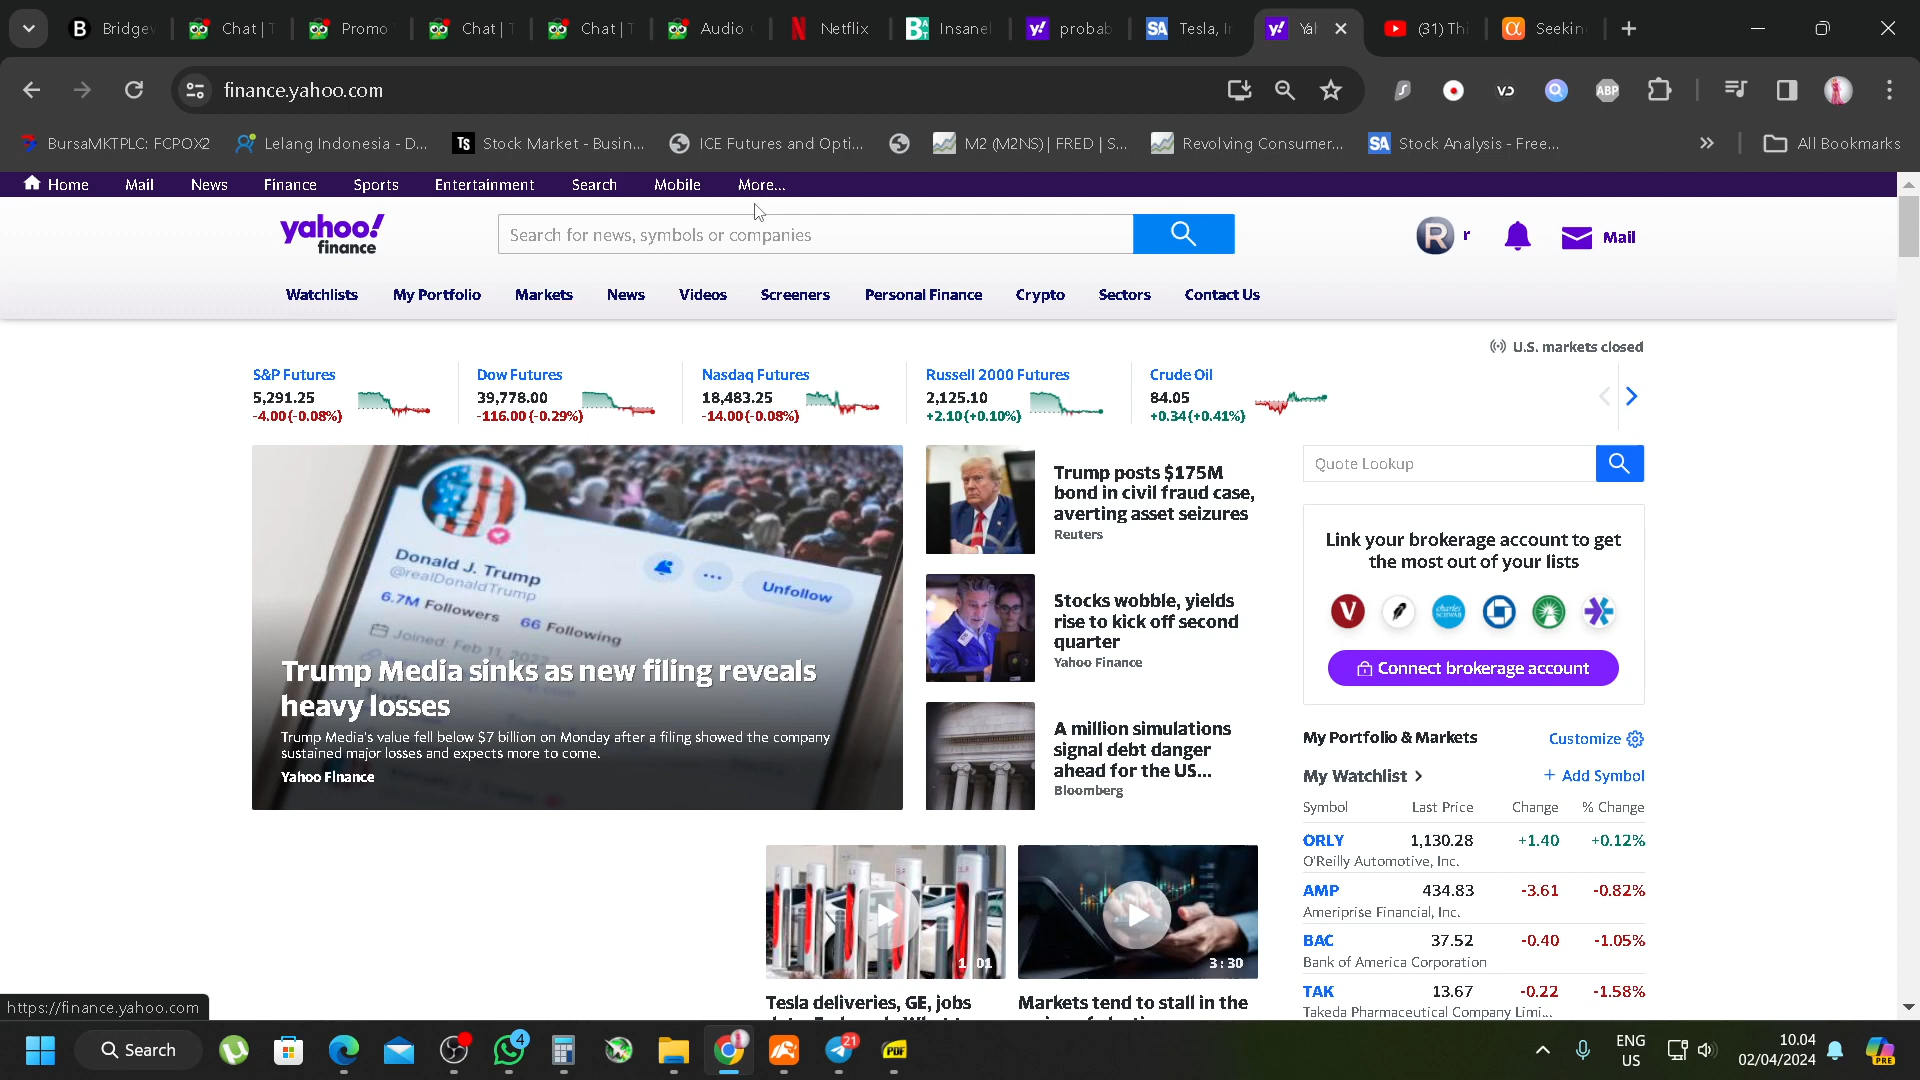 Bridgew
Chat | T
Promo
Chat | T
Chat | T
Audio
Netflix
Insane
probab
Tesla, I
Yah
(31) Thi
Seekin
finance.yahoo.com
BursaMKTPLC: FCPOX2
Lelang Indonesia - D...
Stock Market - Busin...
ICE Futures and Opti...
M2 (M2NS) | FRED | S...
Revolving Consumer...
Stock Analysis - Free...
All Bookmarks
Home Mail News Finance Sports Entertainment Search Mobile More...
yahoo!
finance
Search for news, symbols or companies
R r
Mail
Watchlists My Portfolio Markets News Videos Screeners Personal Finance Crypto Sectors Contact Us
U.S. markets closed
S&P Futures
5,291.25
-4.00 (-0.08%)
Dow Futures
39,778.00
-116.00 (-0.29%)
Nasdaq Futures
18,483.25
-14.00 (-0.08%)
Russell 2000 Futures
2,125.10
+2.10 (+0.10%)
Crude Oil
84.05
+0.34 (+0.41%)
Donald J. Trump
@realDonaldTrump
6.7M Followers 66 Following
Joined: Feb 11, 2022
Unfollow
Trump Media sinks as new filing reveals
heavy losses
Trump Media's value fell below $7 billion on Monday after a filing showed the company
sustained major losses and expects more to come.
Yahoo Finance
Trump posts $175M
bond in civil fraud case,
averting asset seizures
Reuters
Stocks wobble, yields
rise to kick off second
quarter
Yahoo Finance
A million simulations
signal debt danger
ahead for the US...
Bloomberg
Quote Lookup
Link your brokerage account to get
the most out of your lists
charles
SCHWAB
Connect brokerage account
My Portfolio & Markets
Customize
My Watchlist
+ Add Symbol
Symbol Last Price Change % Change
ORLY 1,130.28 +1.40 +0.12%
O'Reilly Automotive, Inc.
AMP 434.83 -3.61 -0.82%
Ameriprise Financial, Inc.
BAC 37.52 -0.40 -1.05%
Bank of America Corporation
TAK 13.67 -0.22 -1.58%
Takeda Pharmaceutical Company Limi...
1:01
3:30
Tesla deliveries, GE, jobs
Markets tend to stall in the
https://finance.yahoo.com
Search
4
21
PDF
ENG
US
10.04
02/04/2024
PRE